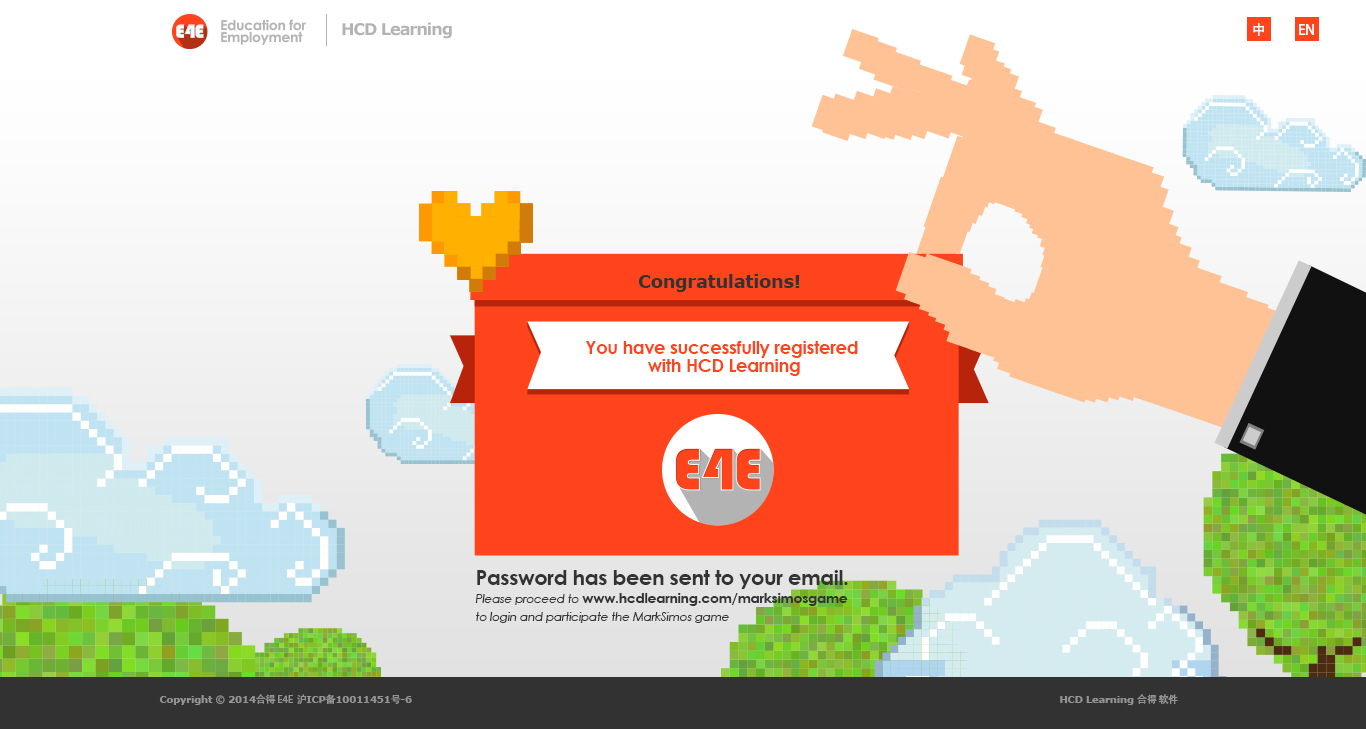 E4E
Education for
Employment
HCD Learning
中
EN
Congratulations!
You have successfully registered
with HCD Learning
E4E
Password has been sent to your email.
Please proceed to www.hcdlearning.com/marksimosgame
to login and participate the MarkSimos game
Copyright © 2014合得 E4E 沪ICP备10011451号-6
HCD Learning 合得 软件